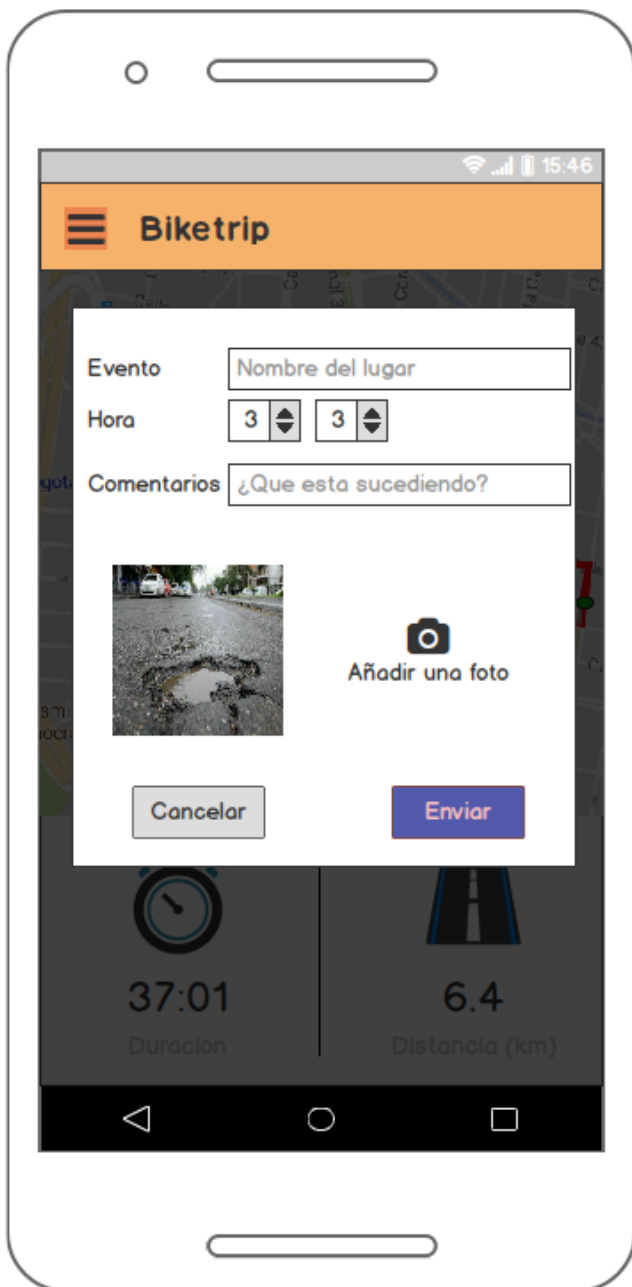 15:46
Biketrip
Evento Nombre del lugar
Hora 3 3
Comentarios ¿Que esta sucediendo?
Añadir una foto
Cancelar Enviar
37:01 6.4
Duracion Distancia (km)